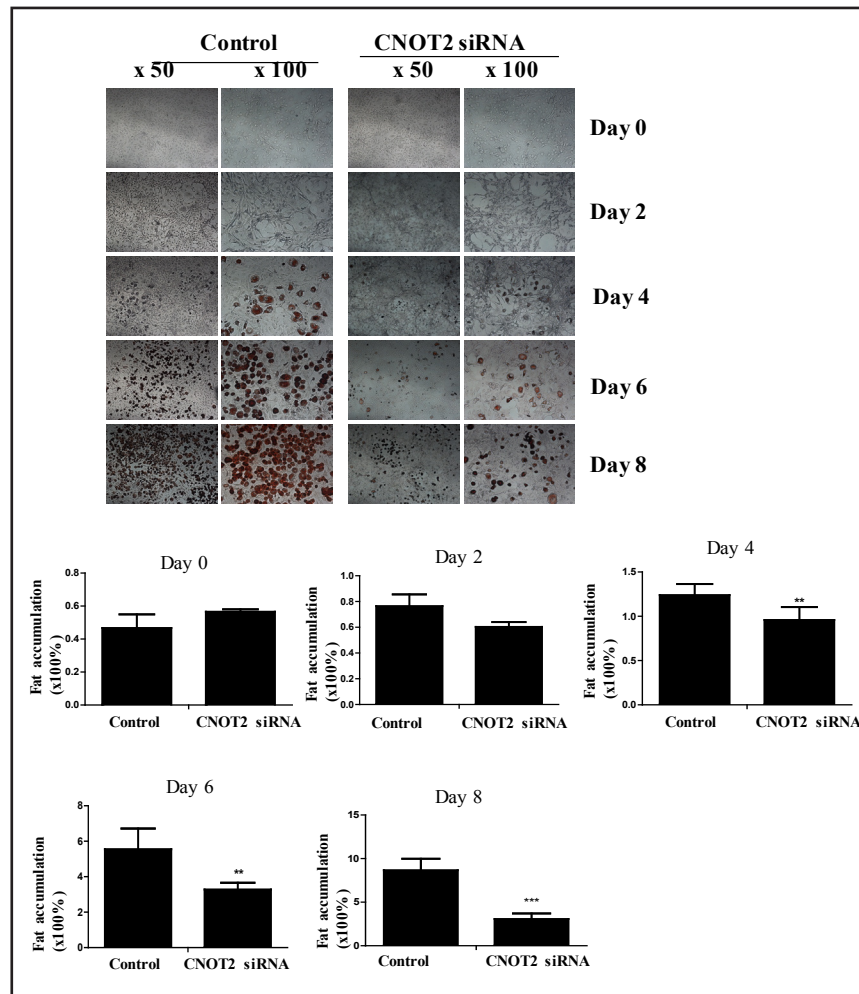 Control CNOT2 siRNA
x 50 x 100 x 50 x 100
Day 0
Day 2
Day 4
Day 6
Day 8
Day 0
Fat accumulation
(x100%)
0.8
0.6
0.4
0.2
0.0
Control CNOT2 siRNA
Day 2
Fat accumulation
(x100%)
1.0
0.8
0.6
0.4
0.2
0.0
Control CNOT2 siRNA
Day 4
Fat accumulation
(x100%)
1.5
1.0
0.5
0.0
**
Control CNOT2 siRNA
Day 6
Fat accumulation
(x100%)
8
6
4
2
0
**
Control CNOT2 siRNA
Day 8
Fat accumulation
(x100%)
15
10
5
0
***
Control CNOT2 siRNA